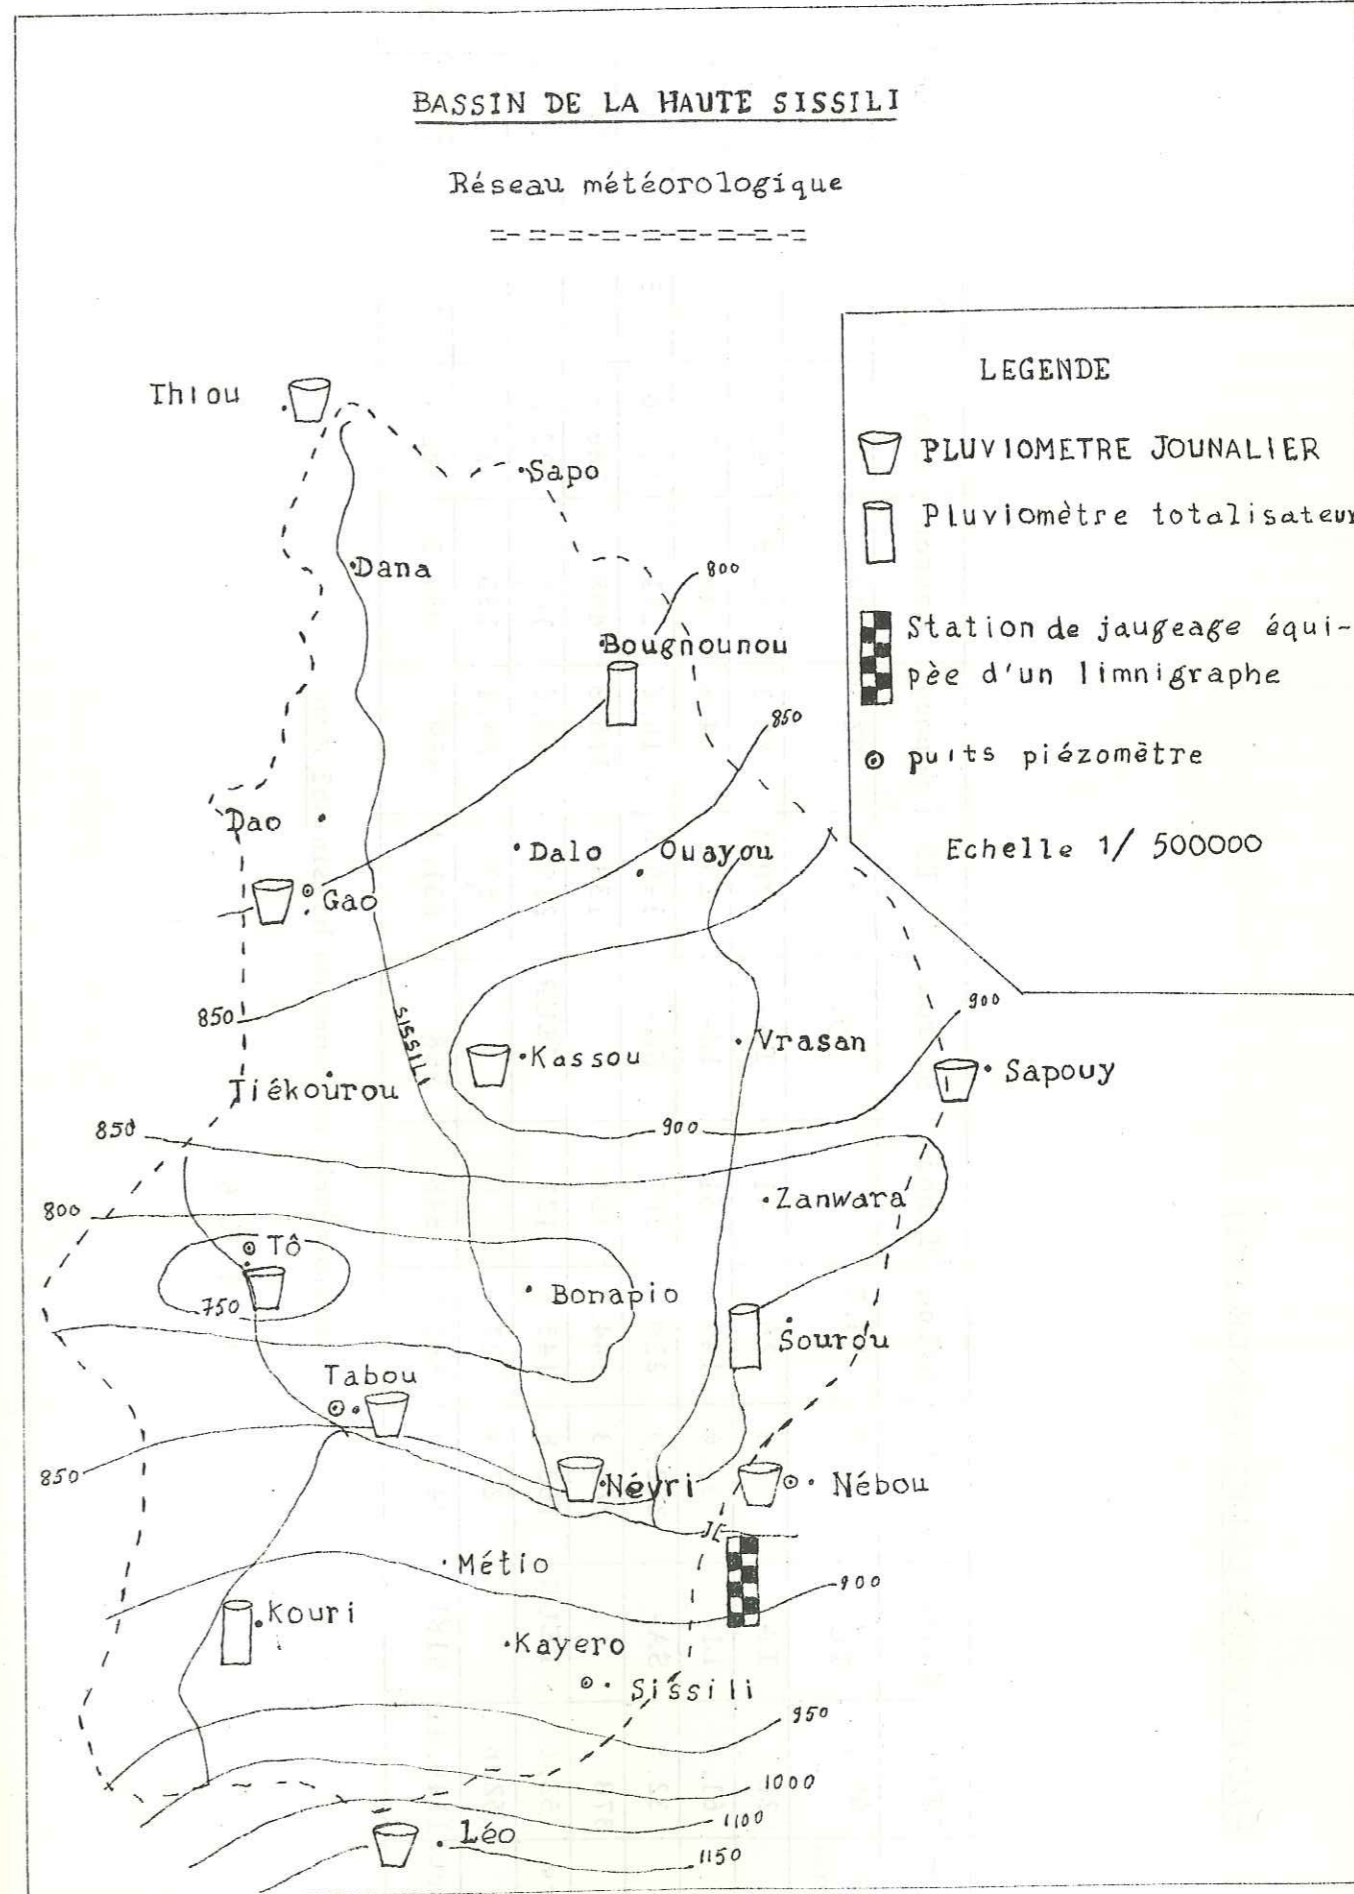 BASSIN DE LA HAUTE SISSILI
Réseau météorologique
LEGENDE
PLUVIOMETRE JOUNALIER
Pluviomètre totalisateur
Station de jaugeage équi-
pèe d'un limnigraphe
puits piézomètre
Echelle 1/ 500000
Thiou
Sapo
Dana
800
Bougnounou
850
Dao
Dalo
Ouayou
Gao
850
SISSILI
900
Kassou
Vrasan
Sapouy
Tiékourou
850
900
Zanwara
800
Tô
750
Bonapio
Sourou
Tabou
850
Névri
Nébou
Métio
900
Kouri
Kayero
Sissili
950
1000
1100
Léo
1150